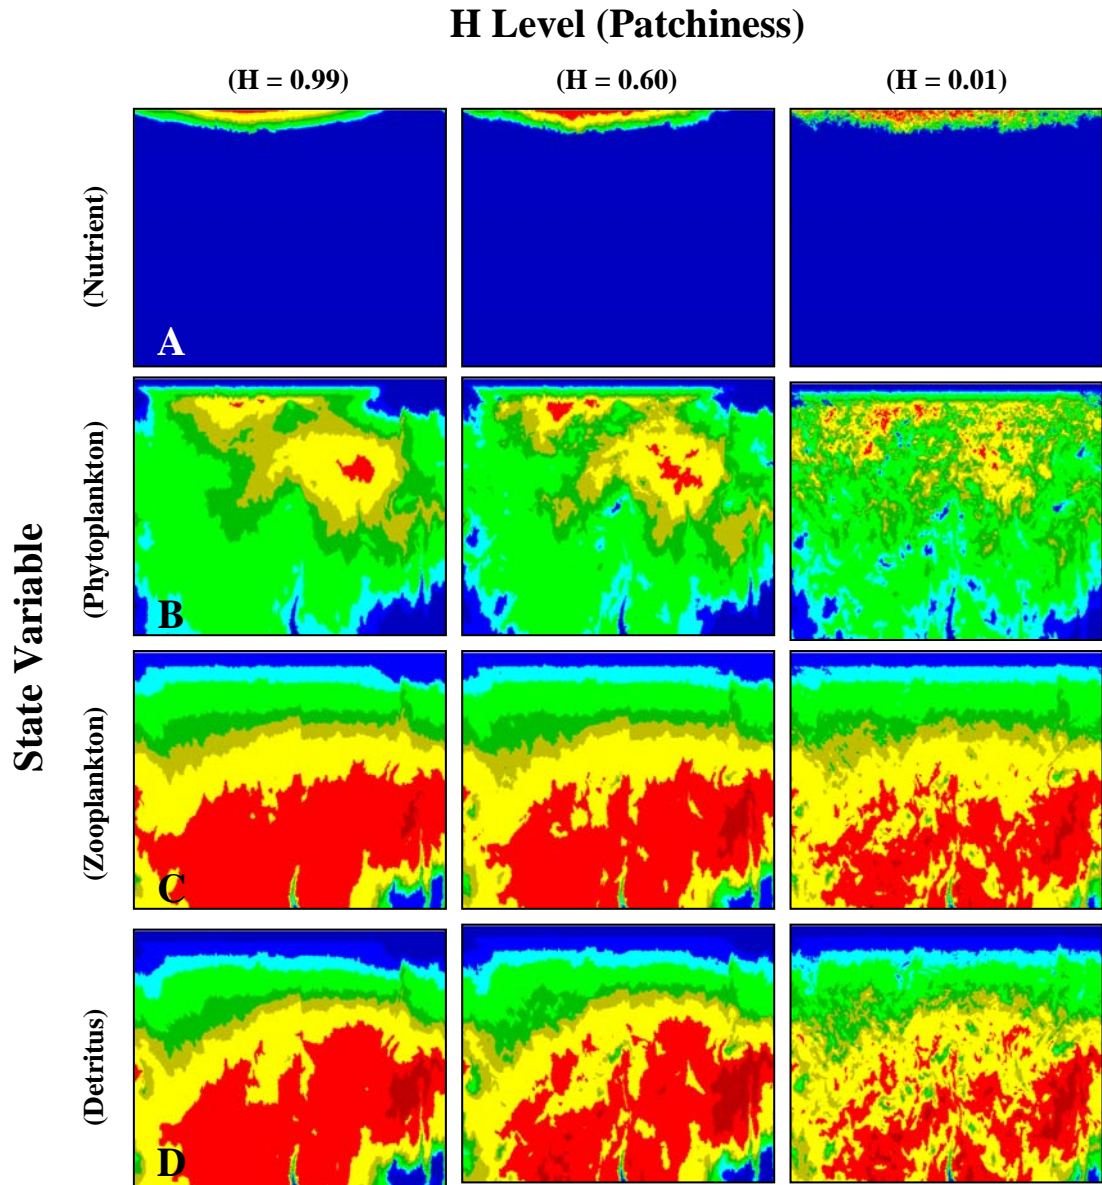 H Level (Patchiness)
(H = 0.99)
(H = 0.60)
(H = 0.01)
State Variable
(Nutrient)
A
(Phytoplankton)
B
(Zooplankton)
C
(Detritus)
D